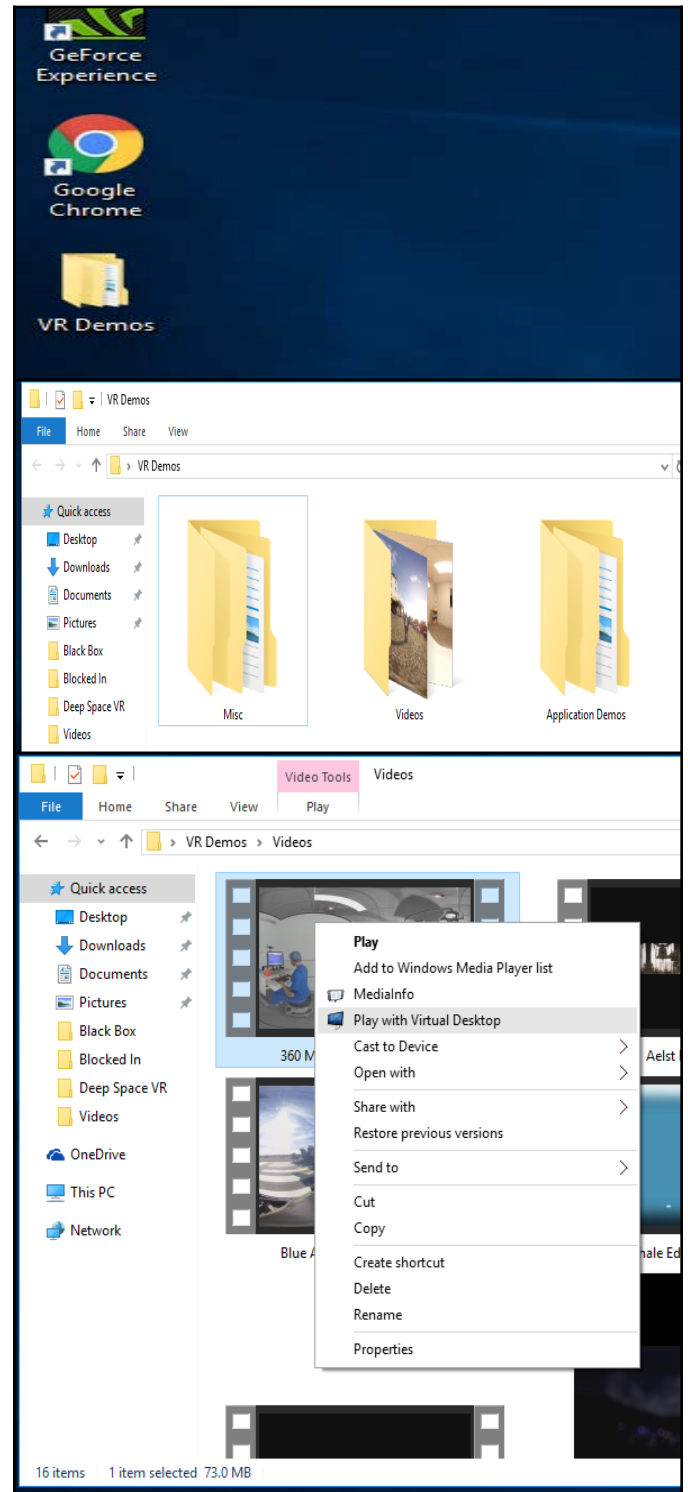 GeForce
Experience
Google
Chrome
VR Demos
VR Demos
File Home Share View
VR Demos
Quick access
Desktop
Downloads
Documents
Pictures
Black Box
Blocked In
Deep Space VR
Videos
Misc Videos Application Demos
Video Tools Videos
File Home Share View Play
VR Demos Videos
Quick access
Desktop
Downloads
Documents
Pictures
Black Box
Blocked In
Deep Space VR
Videos
OneDrive
This PC
Network
360 M
Aelst
Blue A
hale Ed
Play
Add to Windows Media Player list
MediaInfo
Play with Virtual Desktop
Cast to Device
Open with
Share with
Restore previous versions
Send to
Cut
Copy
Create shortcut
Delete
Rename
Properties
16 items 1 item selected 73.0 MB